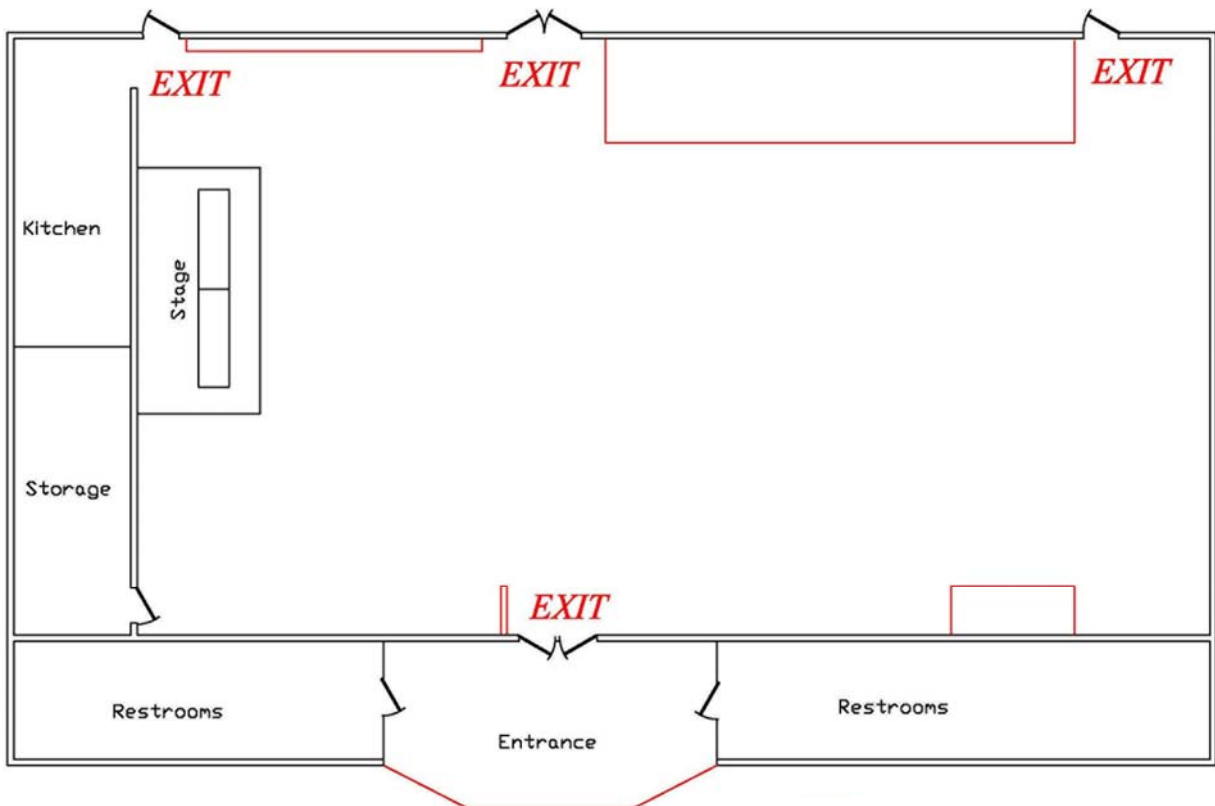 EXIT
EXIT
EXIT
Kitchen
Stage
Storage
EXIT
Restrooms
Restrooms
Entrance